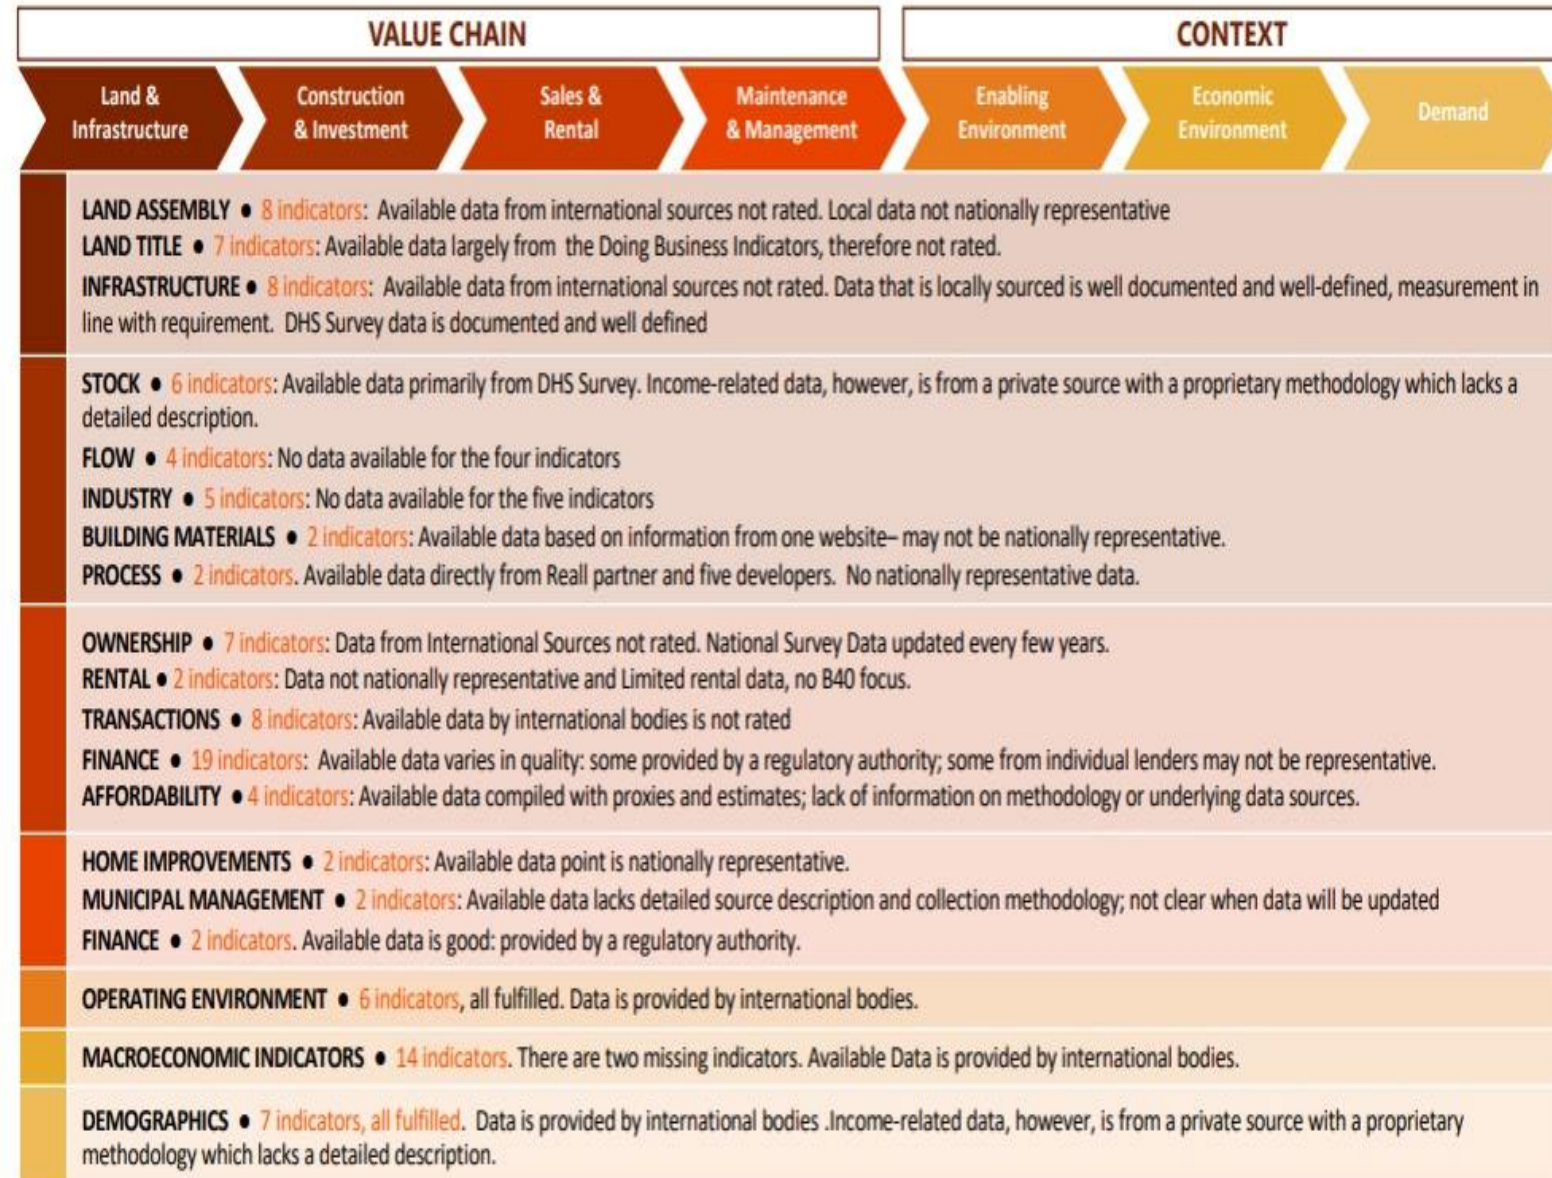 VALUE CHAIN
CONTEXT
Land &
Infrastructure
Construction
& Investment
Sales &
Rental
Maintenance
& Management
Enabling
Environment
Economic
Environment
Demand
LAND ASSEMBLY ● 8 indicators: Available data from international sources not rated. Local data not nationally representative
LAND TITLE ● 7 indicators: Available data largely from the Doing Business Indicators, therefore not rated.
INFRASTRUCTURE ● 8 indicators: Available data from international sources not rated. Data that is locally sourced is well documented and well-defined, measurement in
line with requirement. DHS Survey data is documented and well defined
STOCK ● 6 indicators: Available data primarily from DHS Survey. Income-related data, however, is from a private source with a proprietary methodology which lacks a
detailed description.
FLOW ● 4 indicators: No data available for the four indicators
INDUSTRY ● 5 indicators: No data available for the five indicators
BUILDING MATERIALS ● 2 indicators: Available data based on information from one website– may not be nationally representative.
PROCESS ● 2 indicators. Available data directly from Reall partner and five developers. No nationally representative data.
OWNERSHIP ● 7 indicators: Data from International Sources not rated. National Survey Data updated every few years.
RENTAL ● 2 indicators: Data not nationally representative and Limited rental data, no B40 focus.
TRANSACTIONS ● 8 indicators: Available data by international bodies is not rated
FINANCE ● 19 indicators: Available data varies in quality: some provided by a regulatory authority; some from individual lenders may not be representative.
AFFORDABILITY ● 4 indicators: Available data compiled with proxies and estimates; lack of information on methodology or underlying data sources.
HOME IMPROVEMENTS ● 2 indicators: Available data point is nationally representative.
MUNICIPAL MANAGEMENT ● 2 indicators: Available data lacks detailed source description and collection methodology; not clear when data will be updated
FINANCE ● 2 indicators. Available data is good: provided by a regulatory authority.
OPERATING ENVIRONMENT ● 6 indicators, all fulfilled. Data is provided by international bodies.
MACROECONOMIC INDICATORS ● 14 indicators. There are two missing indicators. Available Data is provided by international bodies.
DEMOGRAPHICS ● 7 indicators, all fulfilled. Data is provided by international bodies .Income-related data, however, is from a private source with a proprietary
methodology which lacks a detailed description.